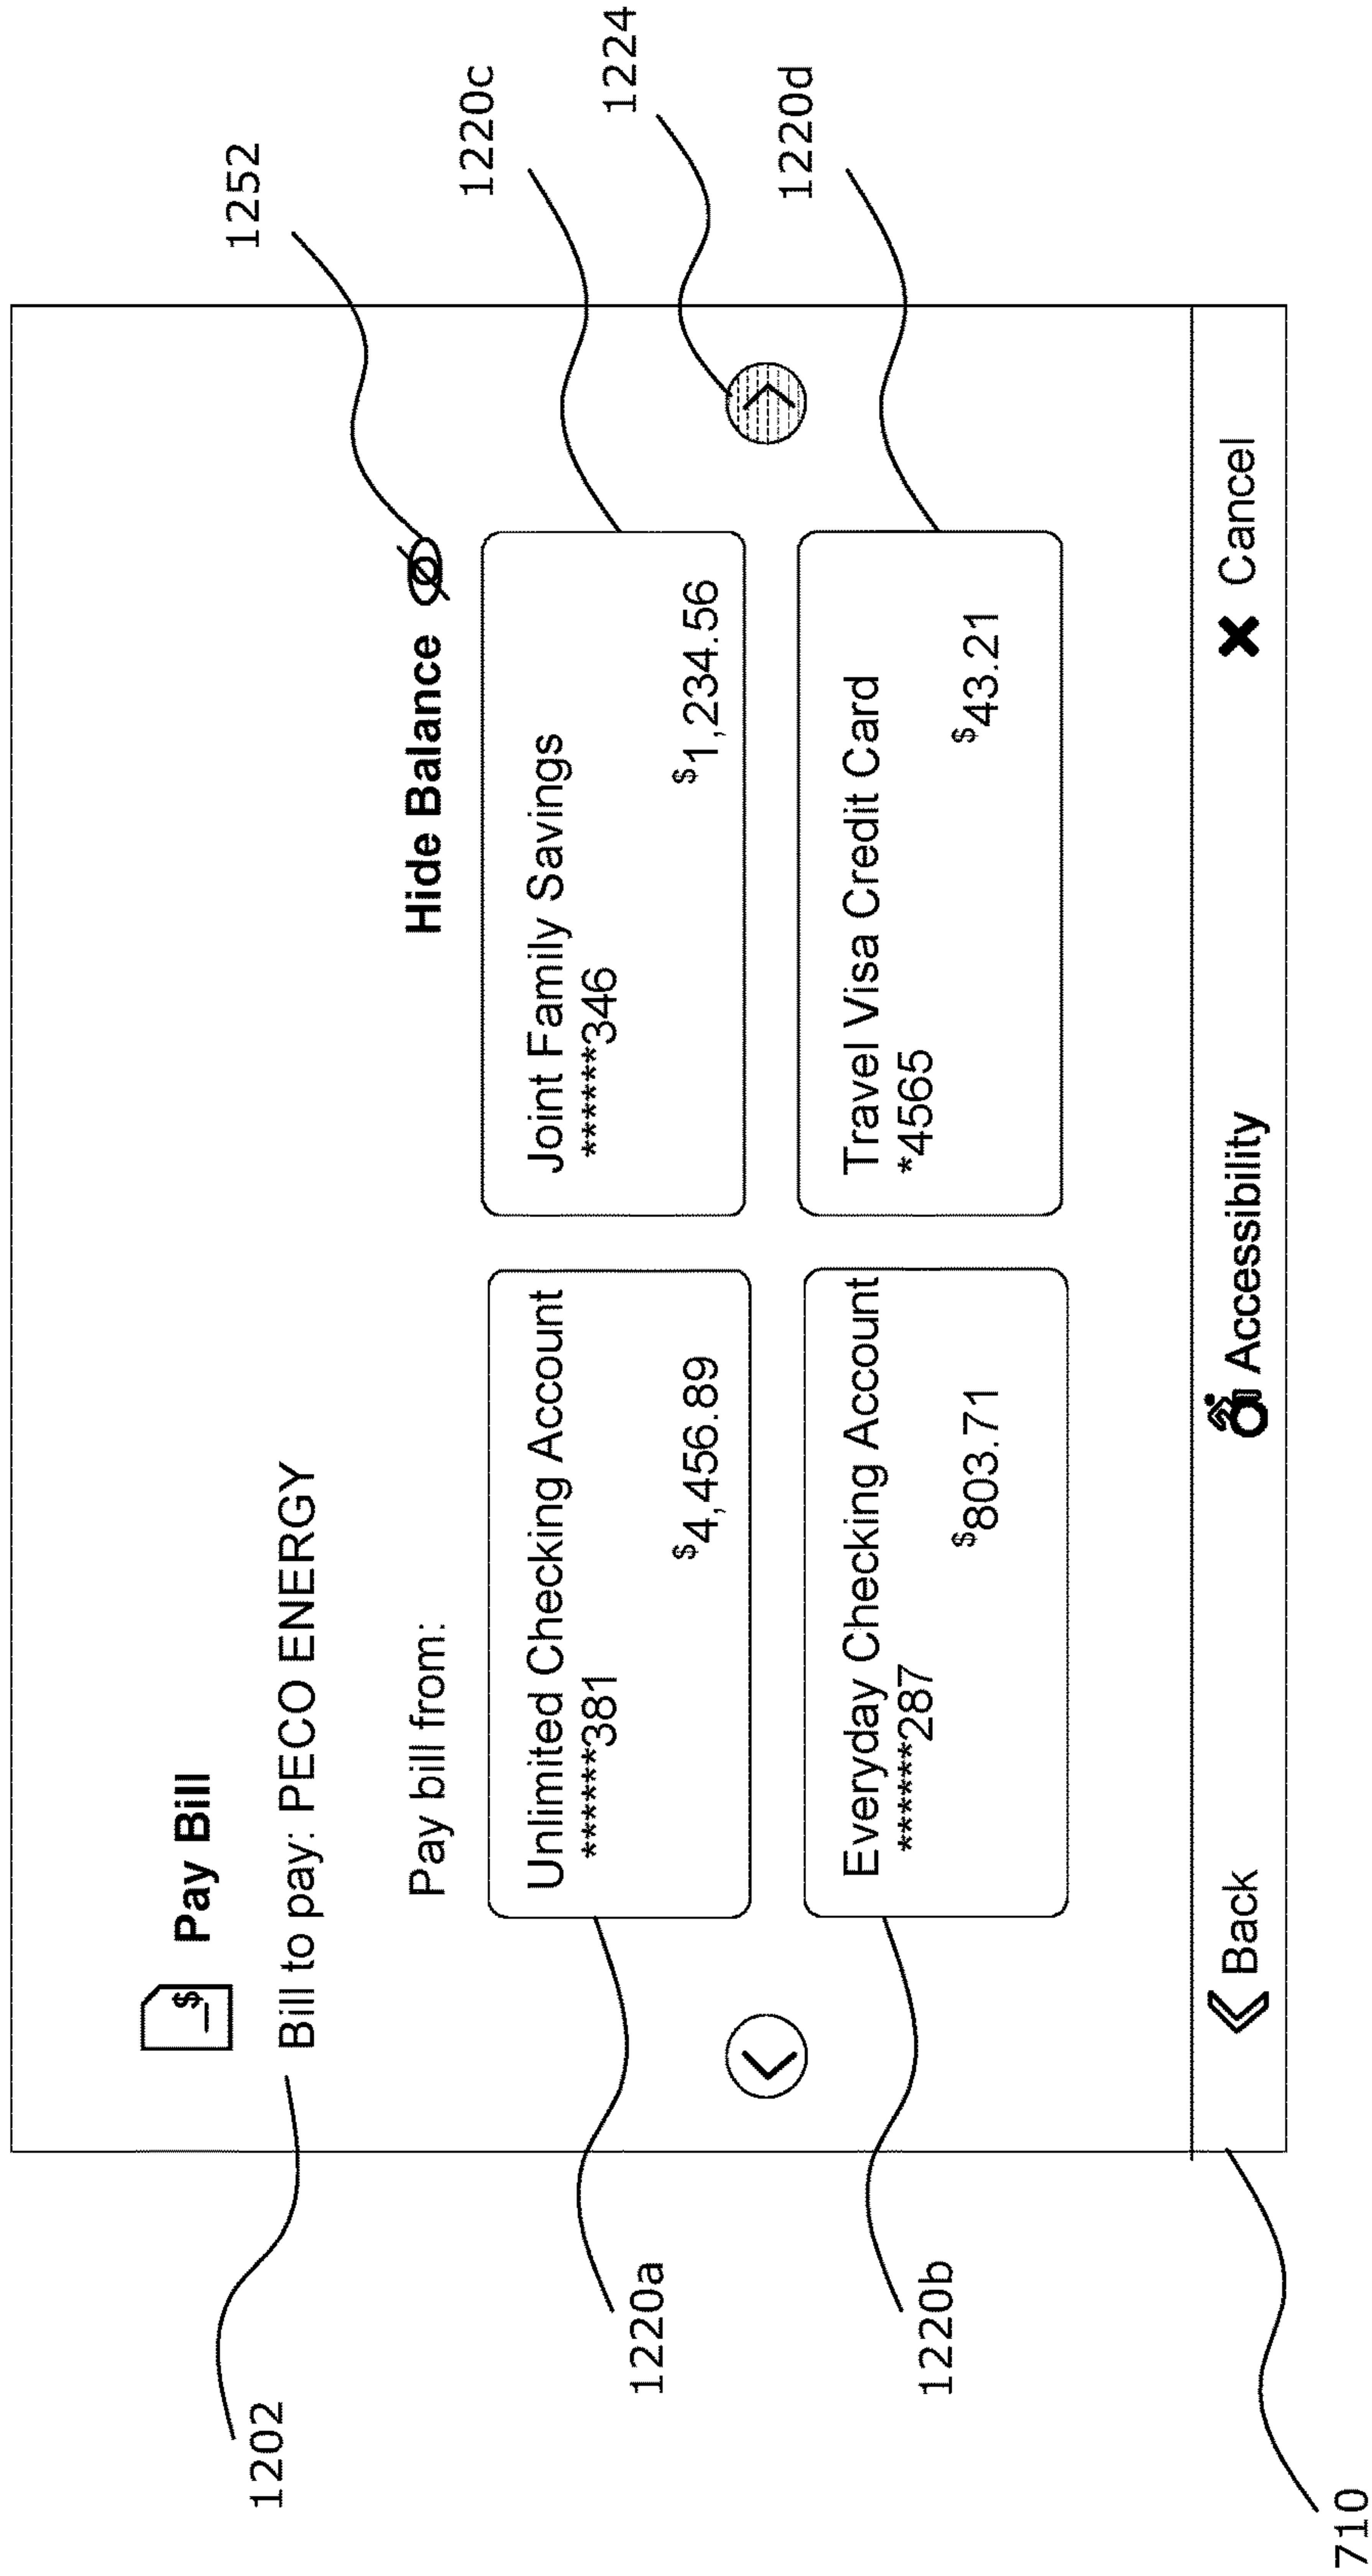 1252
1220c
1224
1220d
$ Pay Bill
Bill to pay: PECO ENERGY
1202
Pay bill from:
Hide Balance
Unlimited Checking Account
******381
$4,456.89
Joint Family Savings
******346
$1,234.56
Everyday Checking Account
******287
$803.71
Travel Visa Credit Card
*4565
$43.21
1220a
1220b
Back
Accessibility
Cancel
710